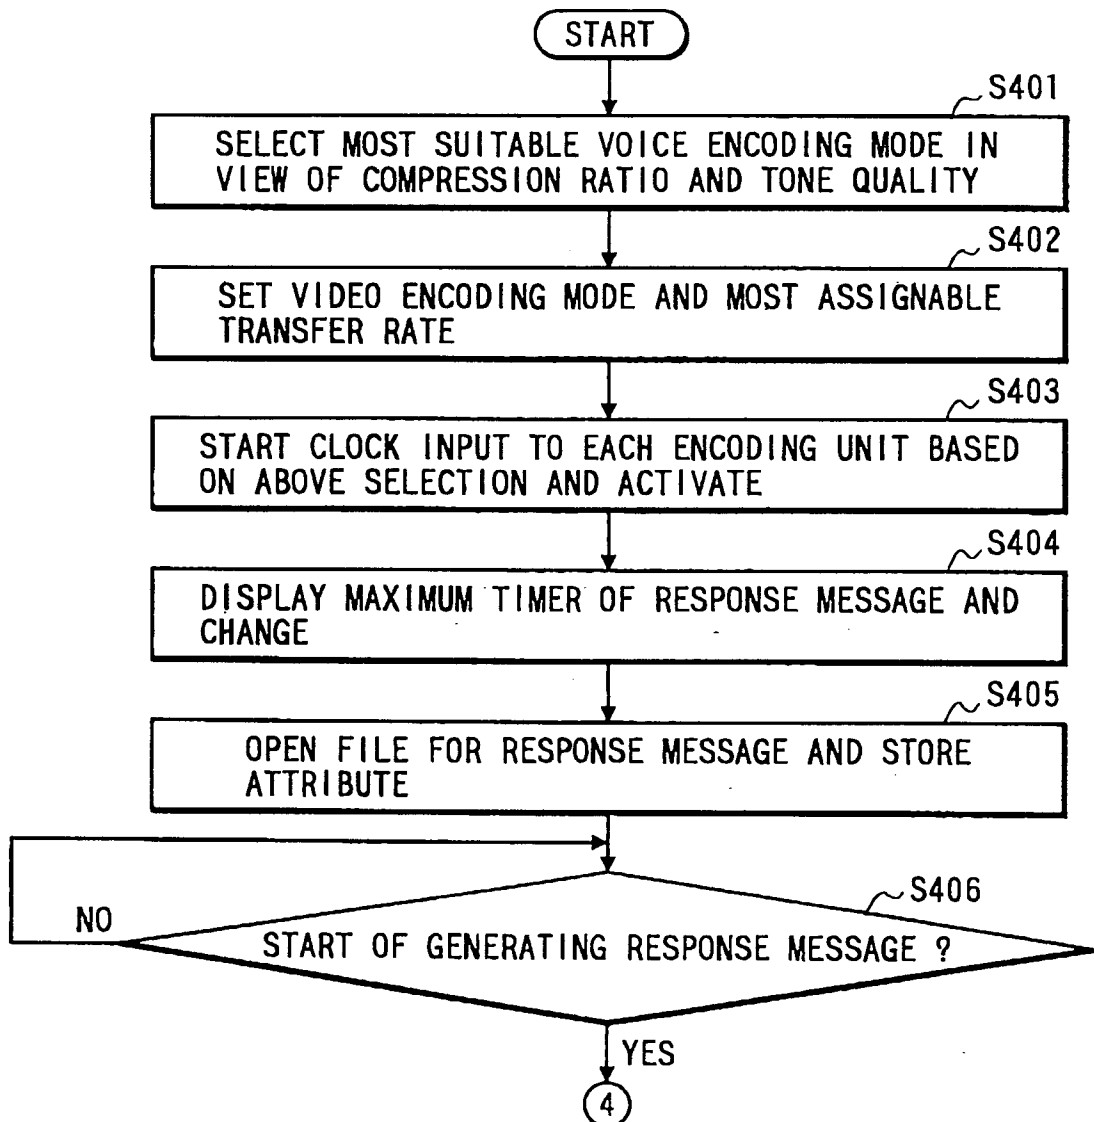 START
S401
SELECT MOST SUITABLE VOICE ENCODING MODE IN
VIEW OF COMPRESSION RATIO AND TONE QUALITY
S402
SET VIDEO ENCODING MODE AND MOST ASSIGNABLE
TRANSFER RATE
S403
START CLOCK INPUT TO EACH ENCODING UNIT BASED
ON ABOVE SELECTION AND ACTIVATE
S404
DISPLAY MAXIMUM TIMER OF RESPONSE MESSAGE AND
CHANGE
S405
OPEN FILE FOR RESPONSE MESSAGE AND STORE
ATTRIBUTE
S406
NO
START OF GENERATING RESPONSE MESSAGE ?
YES
4